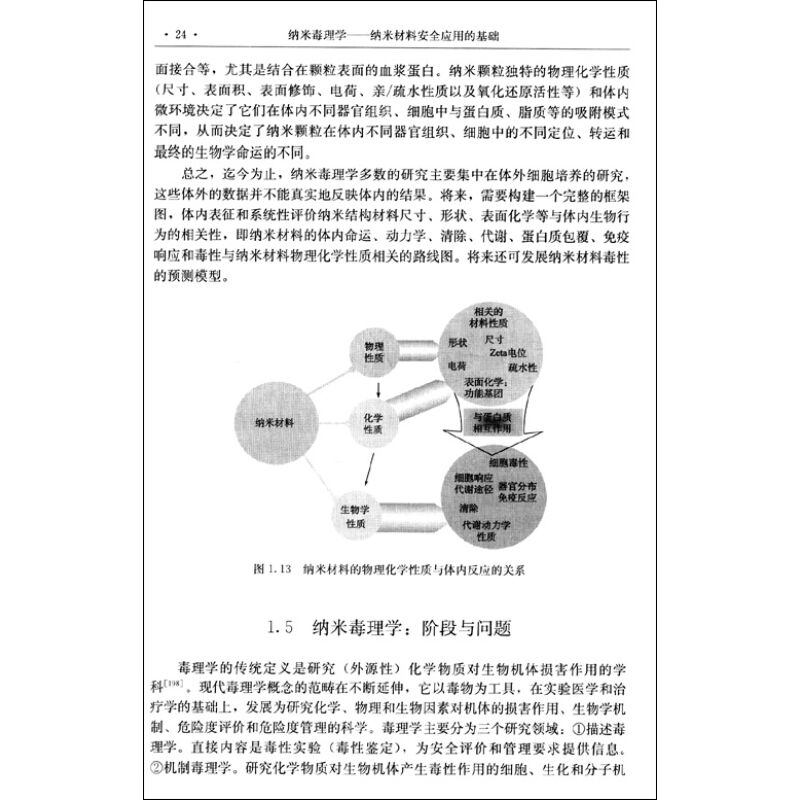 · 24 ·
纳米毒理学——纳米材料安全应用的基础
面接合等，尤其是结合在颗粒表面的血浆蛋白。纳米颗粒独特的物理化学性质
（尺寸、表面积、表面修饰、电荷、亲/疏水性质以及氧化还原活性等）和体内
微环境决定了它们在体内不同器官组织、细胞中与蛋白质、脂质等的吸附模式
不同，从而决定了纳米颗粒在体内不同器官组织、细胞中的不同定位、转运和
最终的生物学命运的不同。
总之，迄今为止，纳米毒理学多数的研究主要集中在体外细胞培养的研究，
这些体外的数据并不能真实地反映体内的结果。将来，需要构建一个完整的框架
图，体内表征和系统性评价纳米结构材料尺寸、形状、表面化学等与体内生物行
为的相关性，即纳米材料的体内命运、动力学、清除、代谢、蛋白质包覆、免疫
响应和毒性与纳米材料物理化学性质相关的路线图。将来还可发展纳米材料毒性
的预测模型。
纳米材料
物理
性质
化学
性质
生物学
性质
相关的
材料性质
形状
尺寸
Zeta电位
电荷
疏水性
表面化学：
功能基团
与蛋白质
相互作用
细胞毒性
细胞响应
代谢途径
器官分布
免疫反应
清除
代谢动力学
性质
图 1.13 纳米材料的物理化学性质与体内反应的关系
1.5 纳米毒理学：阶段与问题
毒理学的传统定义是研究（外源性）化学物质对生物机体损害作用的学
科[198]。现代毒理学概念的范畴在不断延伸，它以毒物为工具，在实验医学和治
疗学的基础上，发展为研究化学、物理和生物因素对机体的损害作用、生物学机
制、危险度评价和危险度管理的科学。毒理学主要分为三个研究领域：①描述毒
理学。直接内容是毒性实验（毒性鉴定），为安全评价和管理要求提供信息。
②机制毒理学。研究化学物质对生物机体产生毒性作用的细胞、生化和分子机